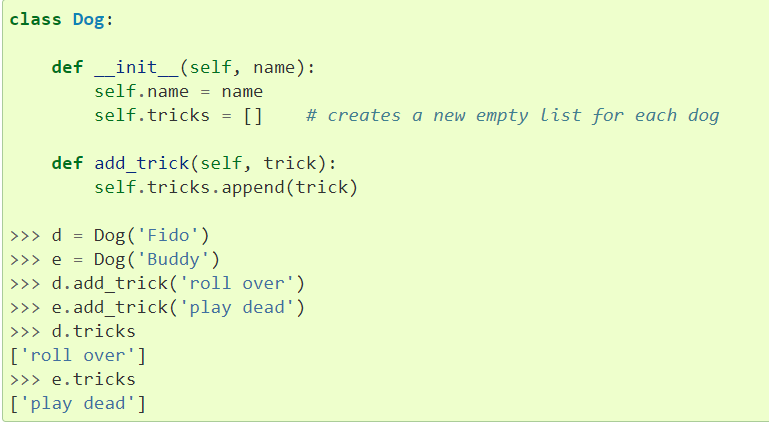 class Dog:
    def __init__(self, name):
        self.name = name
        self.tricks = []    # creates a new empty list for each dog
    def add_trick(self, trick):
        self.tricks.append(trick)
>>> d = Dog('Fido')
>>> e = Dog('Buddy')
>>> d.add_trick('roll over')
>>> e.add_trick('play dead')
>>> d.tricks
['roll over']
>>> e.tricks
['play dead']